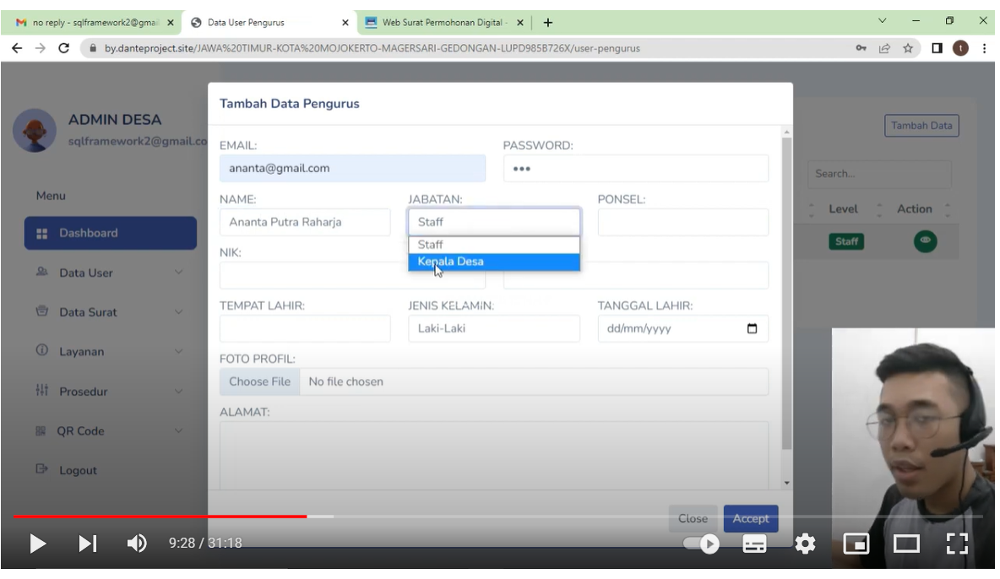 no reply - sqlframework2@gmai
Data User Pengurus
Web Surat Permohonan Digital -
by.danteproject.site/JAWA%20TIMUR-KOTA%20MOJOKERTO-MAGERSARI-GEDONGAN-LUPD985B726X/user-pengurus
t
ADMIN DESA
sqlframework2@gmail.co
Menu
Dashboard
Data User
Data Surat
Layanan
Prosedur
QR Code
Logout
Tambah Data Pengurus
EMAIL:
PASSWORD:
ananta@gmail.com
NAME:
JABATAN:
PONSEL:
Ananta Putra Raharja
Staff
Staff
Kepala Desa
NIK:
TEMPAT LAHIR:
JENIS KELAMIN:
TANGGAL LAHIR:
Laki-Laki
dd/mm/yyyy
FOTO PROFIL:
Choose File No file chosen
ALAMAT:
Close
Accept
Tambah Data
Search...
Level
Action
Staff
9:28 / 31:18